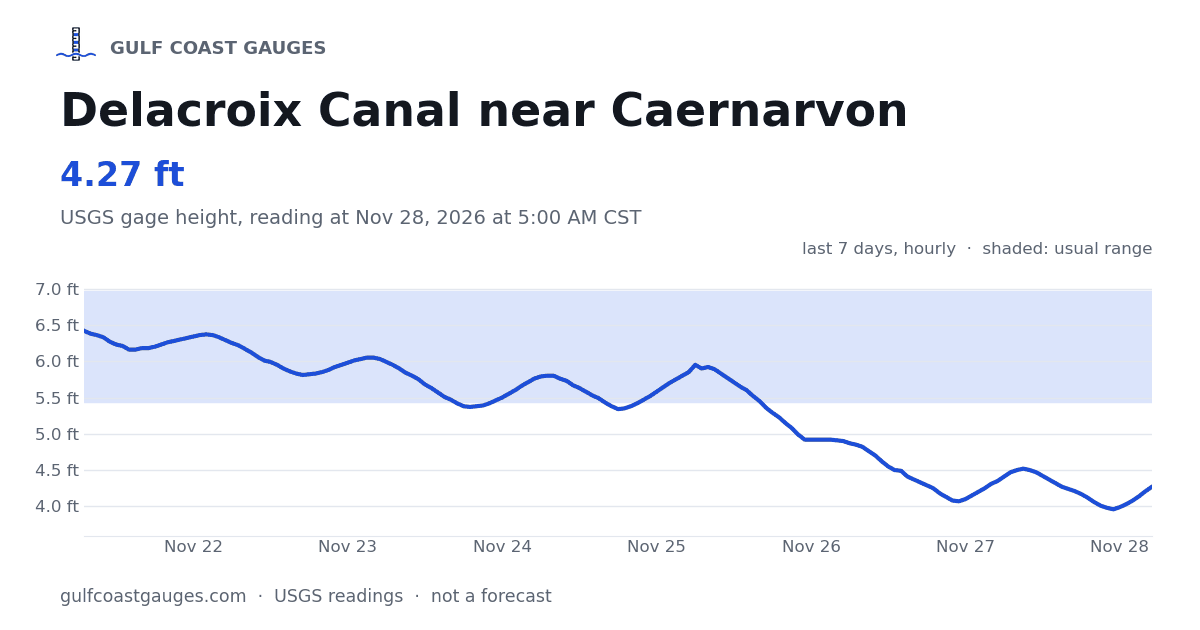 GULF COAST GAUGES
Delacroix Canal near Caernarvon
4.27 ft
USGS gage height, reading at Nov 28, 2026 at 5:00 AM CST
last 7 days, hourly · shaded: usual range
7.0 ft
6.5 ft
6.0 ft
5.5 ft
5.0 ft
4.5 ft
4.0 ft
Nov 22 Nov 23 Nov 24 Nov 25 Nov 26 Nov 27 Nov 28
gulfcoastgauges.com · USGS readings · not a forecast